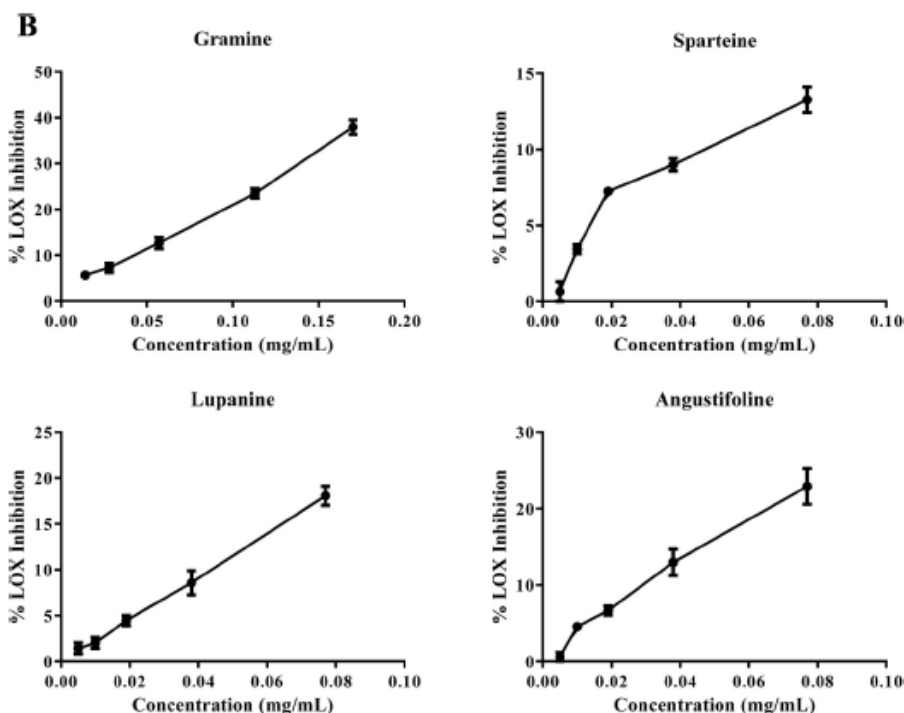 B
Gramine
% LOX Inhibition
50
40
30
20
10
0
0.00 0.05 0.10 0.15 0.20
Concentration (mg/mL)
Sparteine
% LOX Inhibition
15
10
5
0
0.00 0.02 0.04 0.06 0.08 0.10
Concentration (mg/mL)
Lupanine
% LOX Inhibition
25
20
15
10
5
0
0.00 0.02 0.04 0.06 0.08 0.10
Concentration (mg/mL)
Angustifoline
% LOX Inhibition
30
20
10
0
0.00 0.02 0.04 0.06 0.08 0.10
Concentration (mg/mL)